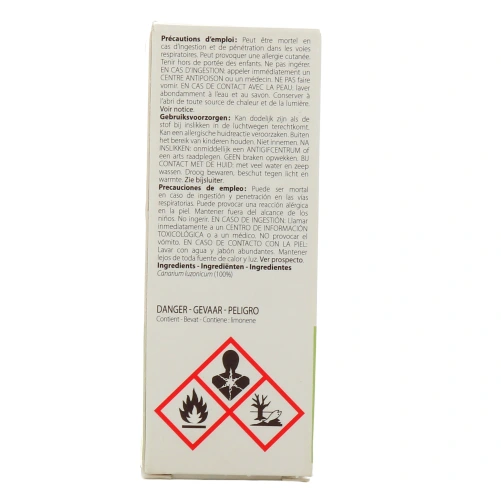 Précautions d'emploi : Peut être mortel en
cas d'ingestion et de pénétration dans les voies
respiratoires. Peut provoquer une allergie cutanée.
Tenir hors de portée des enfants. Ne pas ingérer.
EN CAS D'INGESTION: appeler immédiatement un
CENTRE ANTIPOISON ou un médecin. NE PAS faire
vomir. EN CAS DE CONTACT AVEC LA PEAU: laver
abondamment à l'eau et au savon. Conserver à
l'abri de toute source de chaleur et de la lumière.
Voir notice.
Gebruiksvoorzorgen : Kan dodelijk zijn als de
stof bij inslikken in de luchtwegen terechtkomt.
Kan een allergische huidreactie veroorzaken. Buiten
het bereik van kinderen houden. Niet innemen. NA
INSLIKKEN: onmiddellijk een ANTIGIFCENTRUM of
een arts raadplegen. GEEN braken opwekken. BIJ
CONTACT MET DE HUID: met veel water en zeep
wassen. Droog bewaren, beschut tegen licht en
warmte. Zie bijsluiter.
Precauciones de empleo : Puede ser mortal
en caso de ingestión y penetración en las vías
respiratorias. Puede provocar una reacción alérgica
en la piel. Mantener fuera del alcance de los
niños. No ingerir. EN CASO DE INGESTIÓN: Llamar
inmediatamente a un CENTRO DE INFORMACIÓN
TOXICOLÓGICA o a un médico. NO provocar el
vómito. EN CASO DE CONTACTO CON LA PIEL:
Lavar con agua y jabón abundantes. Mantener
lejos de toda fuente de calor y luz. Ver prospecto.
Ingredients - Ingrediënten - Ingredientes
Canarium luzonicum (100%)
DANGER - GEVAAR - PELIGRO
Contient - Bevat - Contiene : limonene